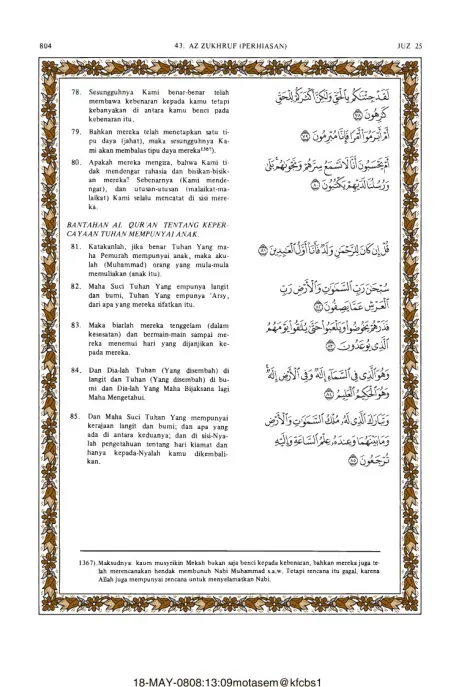 804 43. AZ ZUKHRUF (PERHIASAN) JUZ 25
78. Sesungguhnya Kami benar-benar telah
membawa kebenaran kepada kamu tetapi
kebanyakan di antara kamu benci pada
kebenaran itu.
لَقَدْ جِئْنَٰكُم بِٱلْحَقِّ وَلَٰكِنَّ أَكْثَرَكُمْ لِلْحَقِّ
كَٰرِهُونَ ٧٨
79. Bahkan mereka telah menetapkan satu ti-
pu daya (jahat), maka sesungguhnya Ka-
mi akan membalas tipu daya mereka1367).
أَمْ أَبْرَمُوٓا۟ أَمْرًا فَإِنَّا مُبْرِمُونَ ٧٩
80. Apakah mereka mengira, bahwa Kami ti-
dak mendengar rahasia dan bisikan-bisik-
an mereka? Sebenarnya (Kami mende-
ngar), dan utusan-utusan (malaikat-ma-
laikat) Kami selalu mencatat di sisi mere-
ka.
أَمْ يَحْسَبُونَ أَنَّا لَا نَسْمَعُ سِرَّهُمْ وَنَجْوَىٰهُم بَلَىٰ
وَرُسُلُنَا لَدَيْهِمْ يَكْتُبُونَ ٨٠
BANTAHAN AL QUR'AN TENTANG KEPER-
CAYAAN TUHAN MEMPUNYAI ANAK.
81. Katakanlah, jika benar Tuhan Yang ma-
ha Pemurah mempunyai anak, maka aku-
lah (Muhammad) orang yang mula-mula
memuliakan (anak itu).
قُلْ إِن كَانَ لِلرَّحْمَٰنِ وَلَدٌ فَأَنَا۠ أَوَّلُ ٱلْعَٰبِدِينَ ٨١
82. Maha Suci Tuhan Yang empunya langit
dan bumi, Tuhan Yang empunya 'Arsy,
dari apa yang mereka sifatkan itu.
سُبْحَٰنَ رَبِّ ٱلسَّمَٰوَٰتِ وَٱلْأَرْضِ رَبِّ
ٱلْعَرْشِ عَمَّا يَصِفُونَ ٨٢
83. Maka biarlah mereka tenggelam (dalam
kesesatan) dan bermain-main sampai me-
reka menemui hari yang dijanjikan ke-
pada mereka.
فَذَرْهُمْ يَخُوضُوا۟ وَيَلْعَبُوا۟ حَتَّىٰ يُلَٰقُوا۟ يَوْمَهُمُ
ٱلَّذِى يُوعَدُونَ ٨٣
84. Dan Dia-lah Tuhan (Yang disembah) di
langit dan Tuhan (Yang disembah) di bu-
mi dan Dia-lah Yang Maha Bijaksana lagi
Maha Mengetahui.
وَهُوَ ٱلَّذِى فِى ٱلسَّمَآءِ إِلَٰهٌ وَفِى ٱلْأَرْضِ إِلَٰهٌ
وَهُوَ ٱلْحَكِيمُ ٱلْعَلِيمُ ٨٤
85. Dan Maha Suci Tuhan Yang mempunyai
kerajaan langit dan bumi; dan apa yang
ada di antara keduanya; dan di sisi-Nya-
lah pengetahuan tentang hari kiamat dan
hanya kepada-Nyalah kamu dikembali-
kan.
وَتَبَارَكَ ٱلَّذِى لَهُۥ مُلْكُ ٱلسَّمَٰوَٰتِ وَٱلْأَرْضِ
وَمَا بَيْنَهُمَا وَعِندَهُۥ عِلْمُ ٱلسَّاعَةِ وَإِلَيْهِ
تُرْجَعُونَ ٨٥
1367). Maksudnya: kaum musyrikin Mekah bukan saja benci kepada kebenaran, bahkan mereka juga te-
lah merencanakan hendak membunuh Nabi Muhammad s.a.w. Tetapi rencana itu gagal, karena
Allah juga mempunyai rencana untuk menyelamatkan Nabi.
18-MAY-0808:13:09motasem@kfcbs1